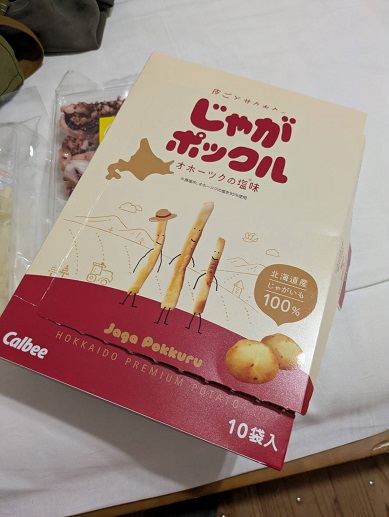 じゃが
ポックル
オホーツクの塩味
北海道産
じゃがいも
100%
Jaga Pokkuru
Calbee
HOKKAIDO PREMIUM POTATO
10袋入